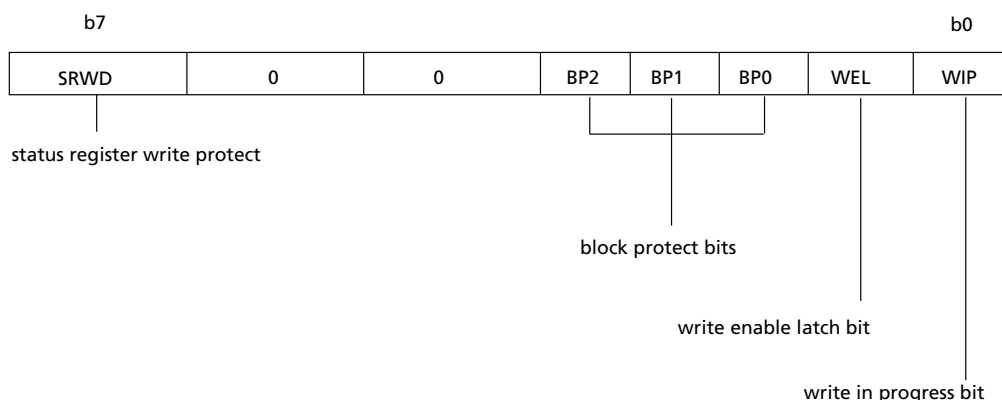 b7 b0
SRWD 0 0 BP2 BP1 BP0 WEL WIP
status register write protect
block protect bits
write enable latch bit
write in progress bit